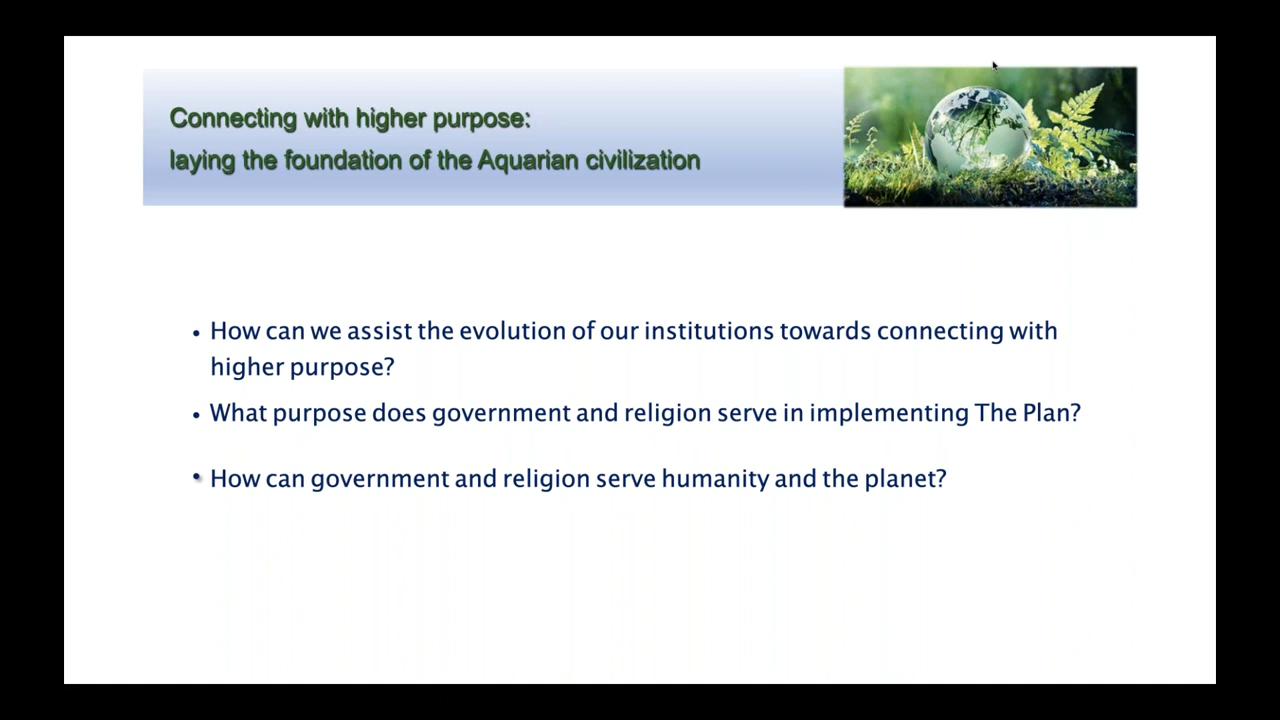 Connecting with higher purpose:
laying the foundation of the Aquarian civilization
• How can we assist the evolution of our institutions towards connecting with
higher purpose?
• What purpose does government and religion serve in implementing The Plan?
• How can government and religion serve humanity and the planet?